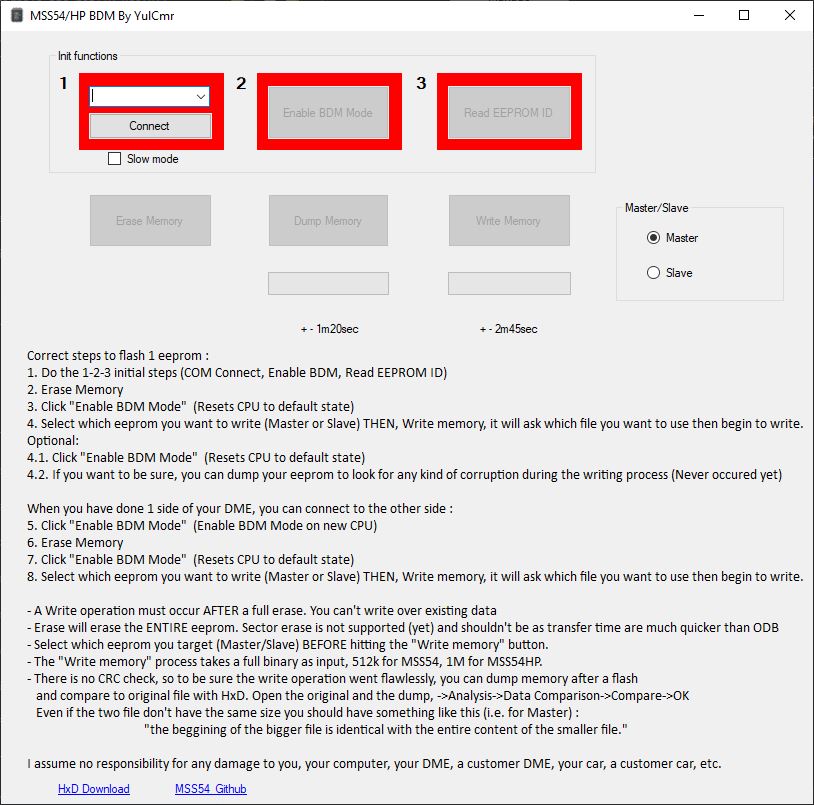 MSS54/HP BDM By YulCmr
Init functions
1
2
3
Connect
Enable BDM Mode
Read EEPROM ID
Slow mode
Erase Memory
Dump Memory
Write Memory
Master/Slave
Master
Slave
+ - 1m20sec
+ - 2m45sec
Correct steps to flash 1 eeprom :
1. Do the 1-2-3 initial steps (COM Connect, Enable BDM, Read EEPROM ID)
2. Erase Memory
3. Click "Enable BDM Mode"  (Resets CPU to default state)
4. Select which eeprom you want to write (Master or Slave) THEN, Write memory, it will ask which file you want to use then begin to write.
Optional:
4.1. Click "Enable BDM Mode"  (Resets CPU to default state)
4.2. If you want to be sure, you can dump your eeprom to look for any kind of corruption during the writing process (Never occured yet)
When you have done 1 side of your DME, you can connect to the other side :
5. Click "Enable BDM Mode"  (Enable BDM Mode on new CPU)
6. Erase Memory
7. Click "Enable BDM Mode"  (Resets CPU to default state)
8. Select which eeprom you want to write (Master or Slave) THEN, Write memory, it will ask which file you want to use then begin to write.
- A Write operation must occur AFTER a full erase. You can't write over existing data
- Erase will erase the ENTIRE eeprom. Sector erase is not supported (yet) and shouldn't be as transfer time are much quicker than ODB
- Select which eeprom you target (Master/Slave) BEFORE hitting the "Write memory" button.
- The "Write memory" process takes a full binary as input, 512k for MSS54, 1M for MSS54HP.
- There is no CRC check, so to be sure the write operation went flawlessly, you can dump memory after a flash
and compare to original file with HxD. Open the original and the dump, ->Analysis->Data Comparison->Compare->OK
Even if the two file don't have the same size you should have something like this (i.e. for Master) :
"the beggining of the bigger file is identical with the entire content of the smaller file."
I assume no responsibility for any damage to you, your computer, your DME, a customer DME, your car, a customer car, etc.
HxD Download
MSS54 Github